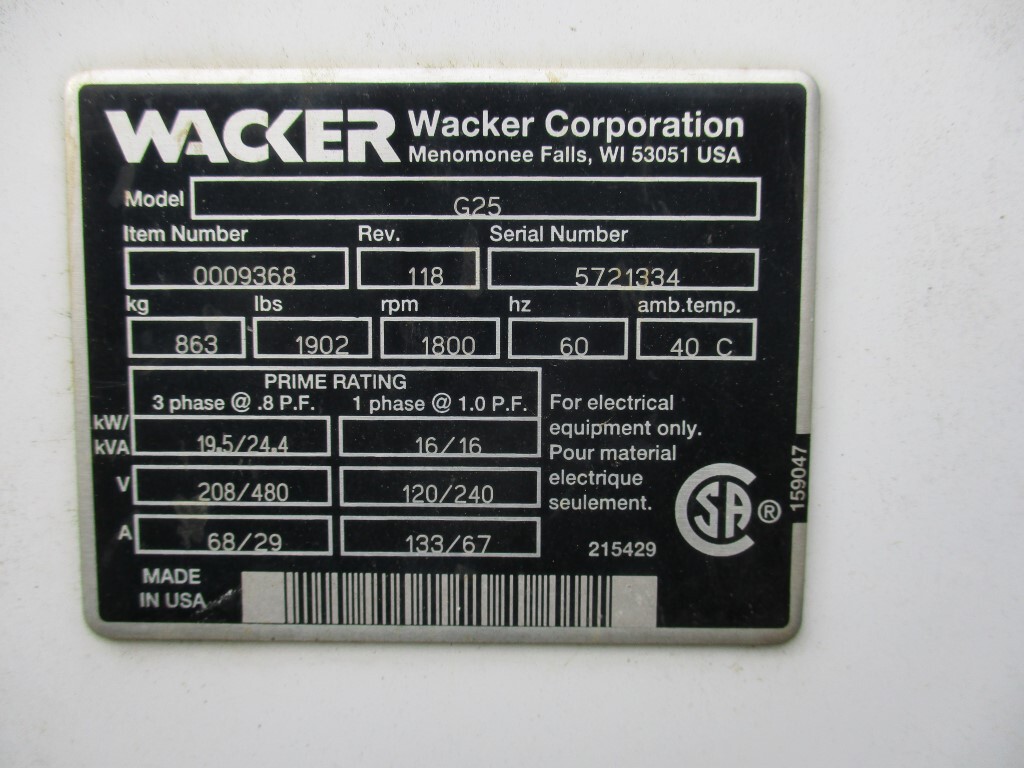 WACKER Wacker Corporation
Menomonee Falls, WI 53051 USA
Model G25
Item Number Rev. Serial Number
0009368 118 5721334
kg lbs rpm hz amb.temp.
863 1902 1800 60 40 C
PRIME RATING
3 phase @ .8 P.F. 1 phase @ 1.0 P.F.
kW/
kVA 19.5/24.4 16/16
V 208/480 120/240
A 68/29 133/67
For electrical
equipment only.
Pour material
electrique
seulement.
215429
CSA ®
159047
MADE
IN USA